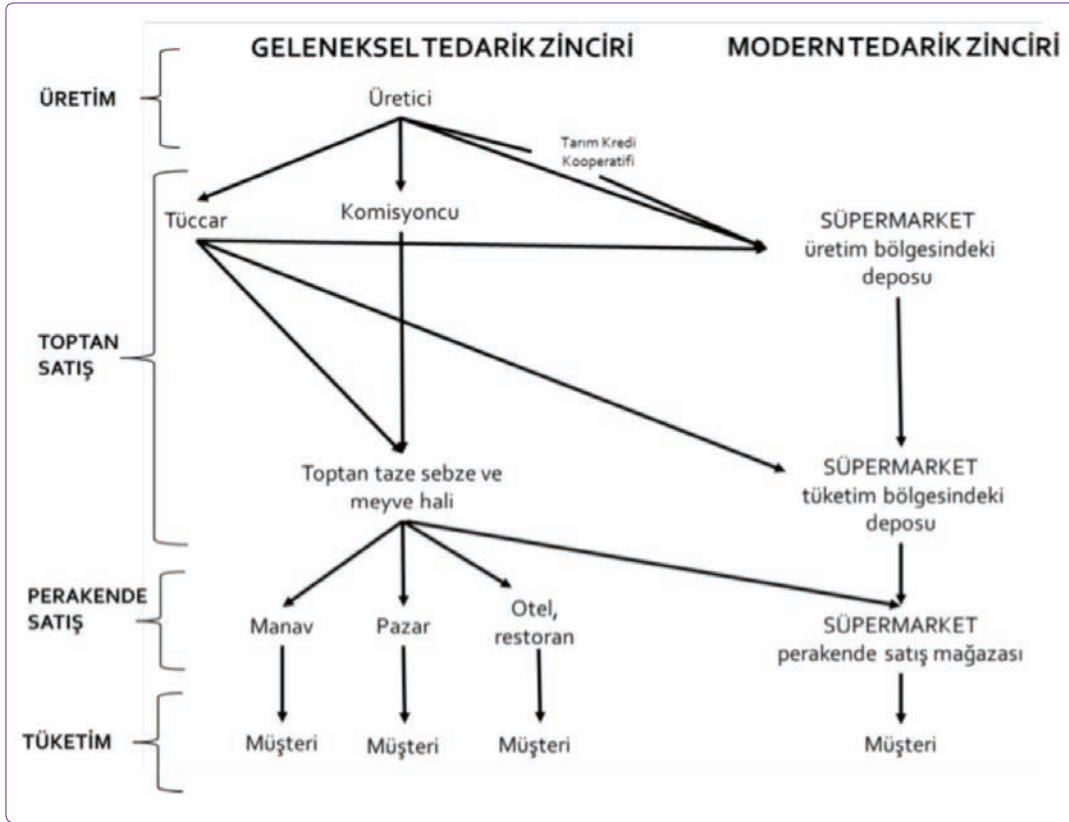 GELENEKSEL TEDARİK ZİNCİRİ
MODERN TEDARİK ZİNCİRİ
ÜRETİM
Üretici
Tarım Kredi
Kooperatifi
Tüccar
Komisyoncu
SÜPERMARKET
üretim bölgesindeki
deposu
TOPTAN
SATIŞ
Toptan taze sebze ve
meyve hali
SÜPERMARKET
tüketim bölgesindeki
deposu
PERAKENDE
SATIŞ
Manav
Pazar
Otel,
restoran
SÜPERMARKET
perakende satış mağazası
TÜKETİM
Müşteri
Müşteri
Müşteri
Müşteri